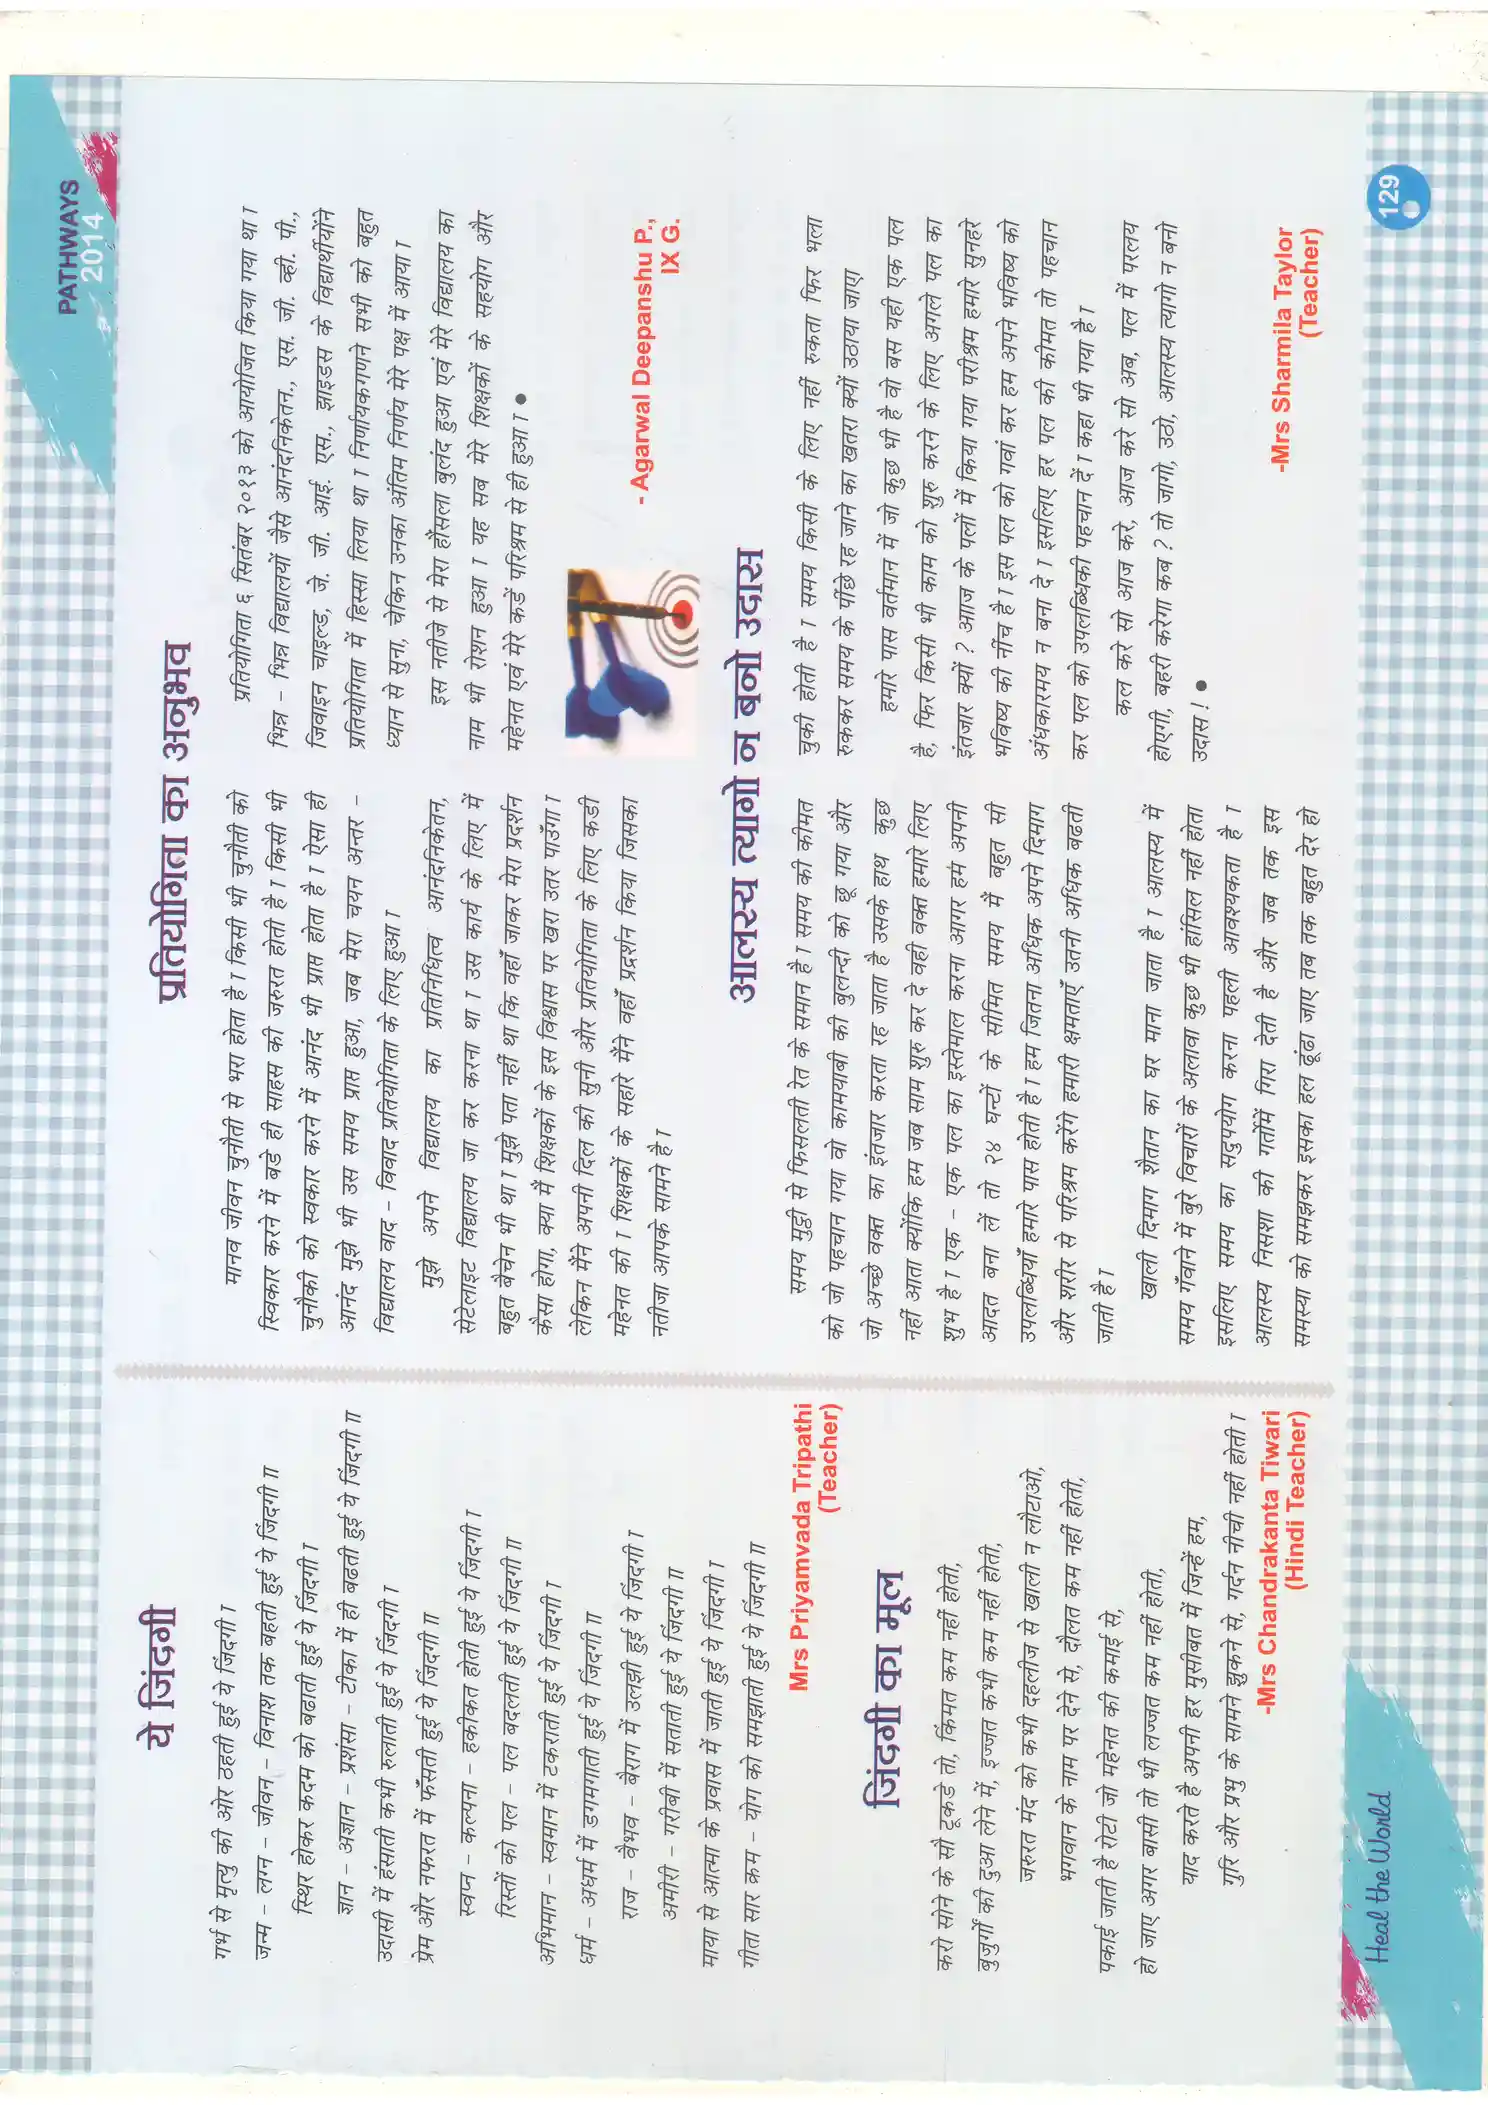 PATHWAYS
2014
ये जिंदगी
गर्भ से मृत्यु की ओर ठहती हुई ये जिंदगी ।
जन्म – लगन – जीवन – विनाश तक बहती हुई ये जिंदगी ॥
स्थिर होकर कदम को बढाती हुई ये जिंदगी ।
ज्ञान – अज्ञान – प्रशंसा – टीका में ही बढती हुई ये जिंदगी ॥
उदासी में हंसाती कभी रुलाती हुई ये जिंदगी ।
प्रेम और नफरत में फँसती हुई ये जिंदगी ॥
स्वप्न – कल्पना – हकीकत होती हुई ये जिंदगी ।
रिस्तों को पल – पल बदलती हुई ये जिंदगी ॥
अभिमान – स्वमान में टकराती हुई ये जिंदगी ।
धर्म – अधर्म में डगमगाती हुई ये जिंदगी ॥
राज – वैभव – बैराग में उलझी हुई ये जिंदगी ।
अमीरी – गरीबी में सताती हुई ये जिंदगी ॥
माया से आत्मा के प्रवास में जाती हुई ये जिंदगी ।
गीता सार कम – योग को समझाती हुई ये जिंदगी ॥
Mrs Priyamvada Tripathi
(Teacher)
जिंदगी का मूल
करो सोने के सौ टूकडे तो, किंमत कम नहीं होती,
बुजुर्गों की दुआ लेने में, इज्जत कभी कम नहीं होती,
जरुरत मंद को कभी दहलीज से खाली न लौटाओ,
भगवान के नाम पर देने से, दौलत कम नहीं होती,
पकाई जाती है रोटी जो महेनत की कमाई से,
हो जाए अगर बासी तो भी लज्जत कम नहीं होती,
याद करते है अपनी हर मुसीबत में जिन्हें हम,
गुरि और प्रभु के सामने झुकने से, गर्दन नीची नहीं होती ।
-Mrs Chandrakanta Tiwari
(Hindi Teacher)
प्रतियोगिता का अनुभव
मानव जीवन चुनौती से भरा होता है । किसी भी चुनौती को
स्विकार करने में बडे ही साहस की जरुरत होती है । किसी भी
चुनौकी को स्वकार करने में आनंद भी प्राप्त होता है । ऐसा ही
आनंद मुझे भी उस समय प्राप्त हुआ, जब मेरा चयन अन्तर –
विद्यालय वाद – विवाद प्रतियोगिता के लिए हुआ ।
मुझे अपने विद्यालय का प्रतिनिधित्व आनंदनिकेतन,
सेटेलाइट विद्यालय जा कर करना था । उस कार्य के लिए में
बहुत बैचेन भी था । मुझे पता नहीं था कि वहाँ जाकर मेरा प्रदर्शन
कैसा होगा, क्या मैं शिक्षकों के इस विश्वास पर खरा उतर पाउँगा ।
लेकिन मैंने अपनी दिल की सुनी और प्रतियोगिता के लिए कडी
महेनत की । शिक्षकों के सहारे मैंने वहाँ प्रदर्शन किया जिसका
नतीजा आपके सामने है ।
प्रतियोगिता ६ सितंबर २०१३ को आयोजित किया गया था ।
भिन्न – भिन्न विद्यालयों जैसे आनंदनिकेतन., एस. जी. व्ही. पी.,
जिवाइन चाइल्ड, जे. जी. आई. एस., झाइडस के विद्यार्थीयोंने
प्रतियोगिता में हिस्सा लिया था । निर्णायकगणने सभी को बहुत
ध्यान से सुना, चेकिन उनका अंतिम निर्णय मेरे पक्ष में आया ।
इस नतीजे से मेरा हौंसला बुलंद हुआ एवं मेरे विद्यालय का
नाम भी रोशन हुआ । यह सब मेरे शिक्षकों के सहयोग और
महेनत एवं मेरे कडें परिश्रम से ही हुआ । ●
- Agarwal Deepanshu P.,
IX G.
आलस्य त्यागो न बनो उदास
समय मुट्ठी से फिसलती रेत के समान है । समय की कीमत
को जो पहचान गया वो कामयाबी की बुलन्दी को छू गया और
जो अच्छे वक्त का इंतजार करता रह जाता है उसके हाथ कुछ
नहीं आता क्योंकि हम जब साम शुरु कर दे वही वक्त हमारे लिए
शुभ है । एक – एक पल का इस्तेमाल करना आगर हम अपनी
आदत बना लें तो २४ घन्टों के सीमित समय मैं बहुत सी
उपलब्धियाँ हमारे पास होती है । हम जितना अधिक अपने दिमाग
और शरीर से परिश्रम करेंगे हमारी क्षमताएँ उतनी अधिक बढती
जाती है ।
खाली दिमाग शैतान का घर माना जाता है । आलस्य में
समय गँवाने में बुरे विचारों के अलावा कुछ भी हांसिल नहीं होता
इसलिए समय का सदुपयोग करना पहली आवश्यकता है ।
आलस्य निसशा की गर्तोमें गिरा देती है और जब तक इस
समस्या को समझकर इसका हल ढूंढा जाए तब तक बहुत देर हो
चुकी होती है । समय किसी के लिए नहीं रुकता फिर भला
रुककर समय के पींछे रह जाने का खतरा क्यों उठाया जाए।
हमारे पास वर्तमान में जो कुछ भी है वो बस यही एक पल
है, फिर किसी भी काम को शुरु करने के लिए अगले पल का
इंतजार क्यों ? आाज के पलों में किया गया परीश्रम हमारे सुनहरे
भविष्य की नींच है । इस पल को गवां कर हम अपने भविष्य को
अंधकारमय न बना दे । इसलिए हर पल की कीमत तो पहचान
कर पल को उपलब्धिकी पहचान दें । कहा भी गया है ।
कल करे सो आज करे, आज करे सो अब, पल में परलय
होएगी, बहरी करेगा कब ? तो जागो, उठो, आलस्य त्यागो न बनो
उदास ! ●
-Mrs Sharmila Taylor
(Teacher)
Heal the World
129